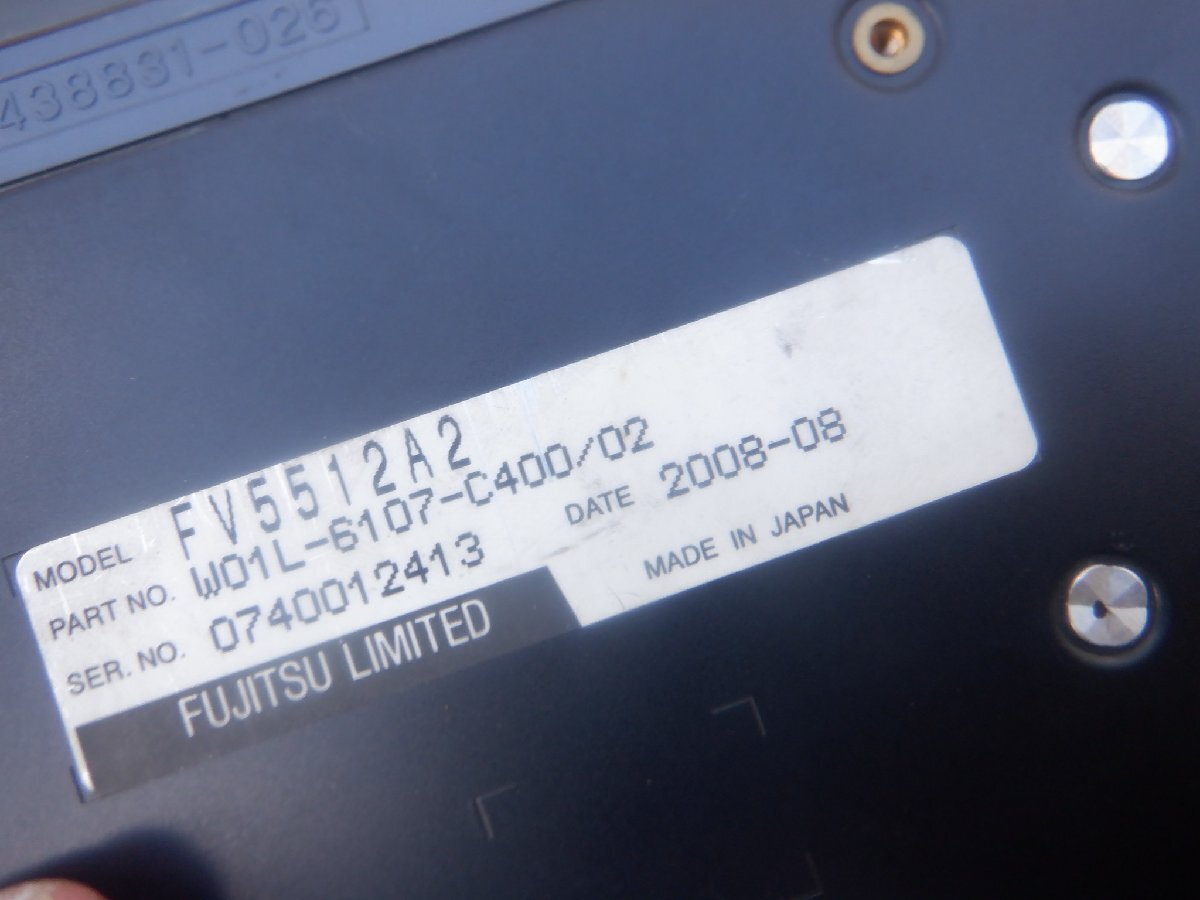 438831-026
MODEL FV5512A2
PART NO. W01L-6107-C400/02
SER. NO. 0740012413 DATE 2008-08
FUJITSU LIMITED MADE IN JAPAN